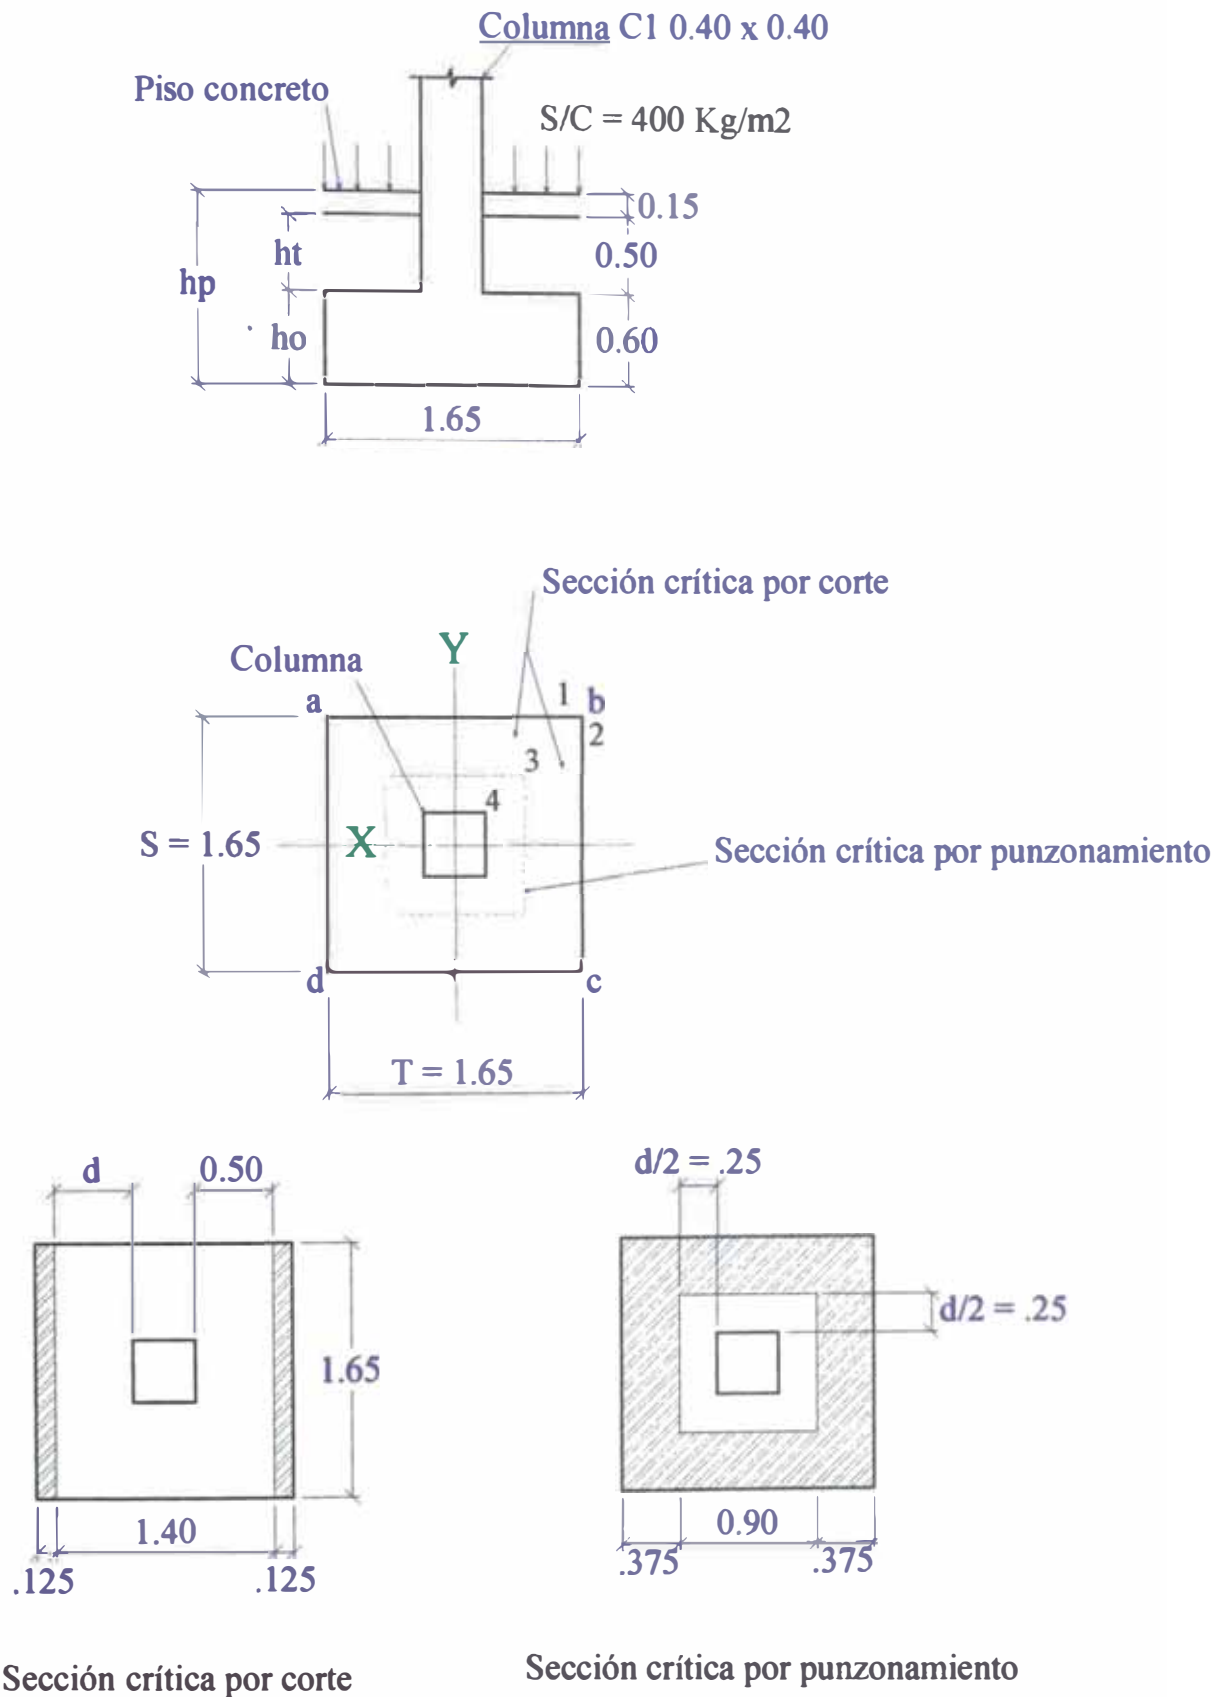 Columna C1 0.40 x 0.40
Piso concreto
S/C = 400 Kg/m2
0.15
ht
0.50
hp
ho
0.60
1.65
Sección crítica por corte
Y
Columna
a
1
b
2
3
4
S = 1.65
X
Sección crítica por punzonamiento
d
c
T = 1.65
d
0.50
d/2 = .25
d/2 = .25
1.65
1.40
0.90
.125
.125
.375
.375
Sección crítica por corte
Sección crítica por punzonamiento